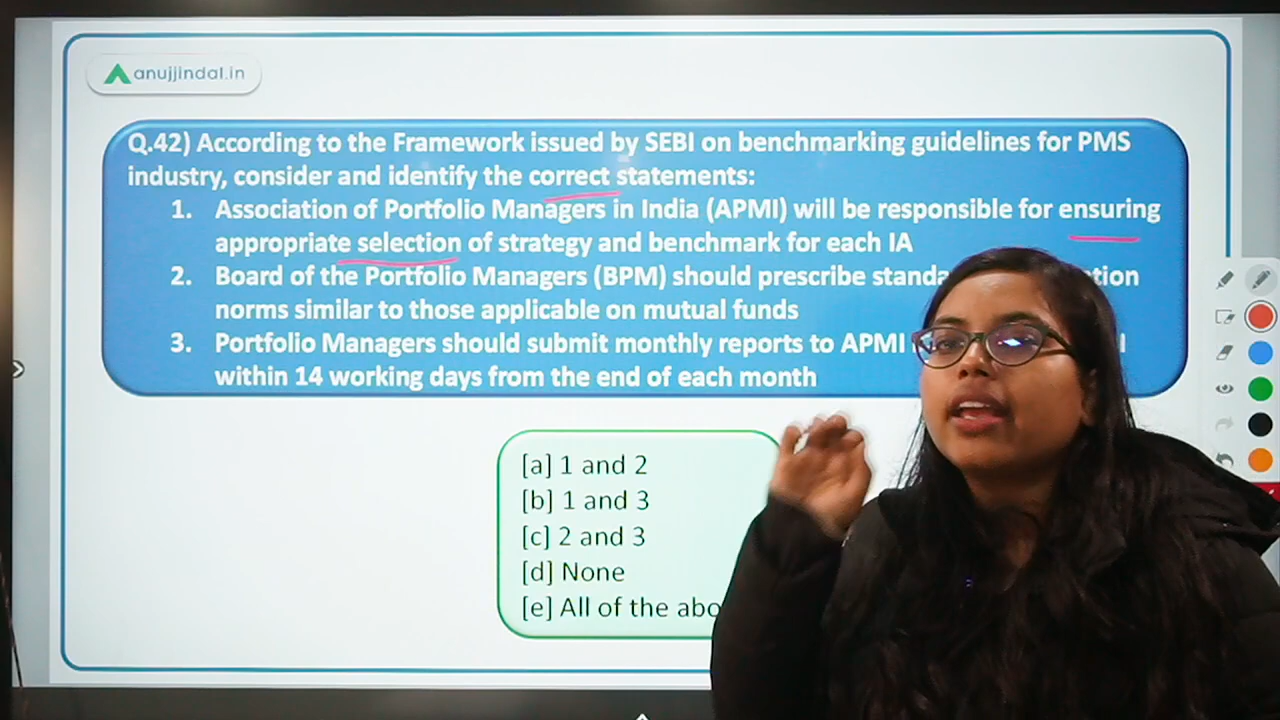 anujjindal.in
Q.42) According to the Framework issued by SEBI on benchmarking guidelines for PMS
industry, consider and identify the correct statements:
1. Association of Portfolio Managers in India (APMI) will be responsible for ensuring
appropriate selection of strategy and benchmark for each IA
2. Board of the Portfolio Managers (BPM) should prescribe
norms similar to those applicable on mutual funds
3. Portfolio Managers should submit monthly reports to APMI
within 14 working days from the end of each month
[a] 1 and 2
[b] 1 and 3
[c] 2 and 3
[d] None
[e] All of the